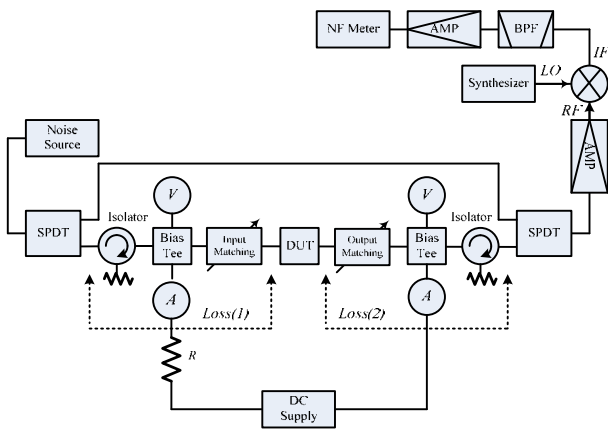 NF Meter
AMP
BPF
IF
Synthesizer
LO
RF
AMP
Noise
Source
V
V
SPDT
Isolator
Bias
Tee
Input
Matching
DUT
Output
Matching
Bias
Tee
Isolator
SPDT
A
A
Loss(1)
Loss(2)
R
DC
Supply